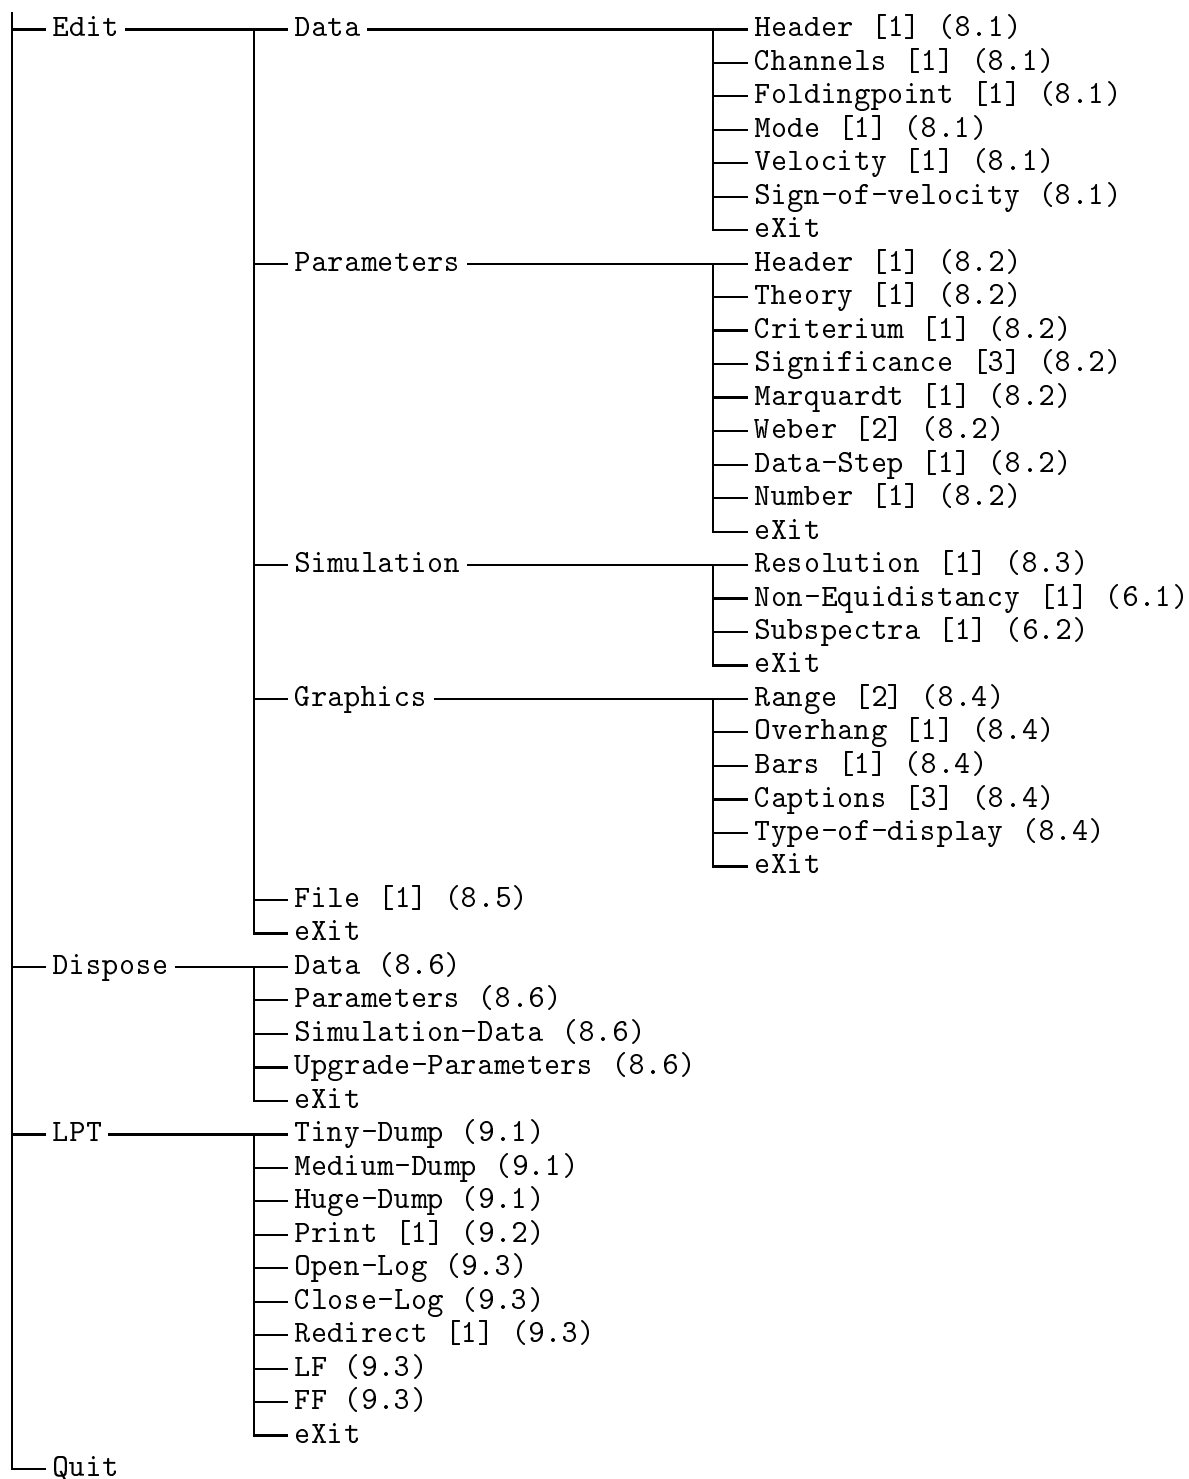 Edit Data Header [1] (8.1)
Channels [1] (8.1)
Foldingpoint [1] (8.1)
Mode [1] (8.1)
Velocity [1] (8.1)
Sign-of-velocity (8.1)
eXit
Parameters Header [1] (8.2)
Theory [1] (8.2)
Criterium [1] (8.2)
Significance [3] (8.2)
Marquardt [1] (8.2)
Weber [2] (8.2)
Data-Step [1] (8.2)
Number [1] (8.2)
eXit
Simulation Resolution [1] (8.3)
Non-Equidistancy [1] (6.1)
Subspectra [1] (6.2)
eXit
Graphics Range [2] (8.4)
Overhang [1] (8.4)
Bars [1] (8.4)
Captions [3] (8.4)
Type-of-display (8.4)
eXit
File [1] (8.5)
eXit
Dispose Data (8.6)
Parameters (8.6)
Simulation-Data (8.6)
Upgrade-Parameters (8.6)
eXit
LPT Tiny-Dump (9.1)
Medium-Dump (9.1)
Huge-Dump (9.1)
Print [1] (9.2)
Open-Log (9.3)
Close-Log (9.3)
Redirect [1] (9.3)
LF (9.3)
FF (9.3)
eXit
Quit